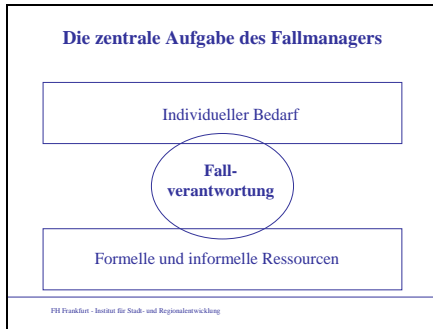 Die zentrale Aufgabe des Fallmanagers
Individueller Bedarf
Fall-
verantwortung
Formelle und informelle Ressourcen
FH Frankfurt - Institut für Stadt- und Regionalentwicklung